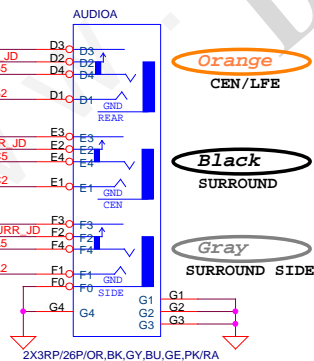 AUDIOA
D3 D3
_JD D2 D2
5 D4 D4
2 D1 D1
GND
REAR
Orange
CEN/LFE
E3 E3
R_JD E2 E2
5 E4 E4
2 E1 E1
GND
CEN
Black
SURROUND
F3 F3
URR_JD F2 F2
5 F4 F4
2 F1 F1
F0 F0
GND
SIDE
Gray
SURROUND SIDE
G4 G4
G1 G1
G2 G2
G3 G3
2X3RP/26P/OR,BK,GY,BU,GE,PK/RA